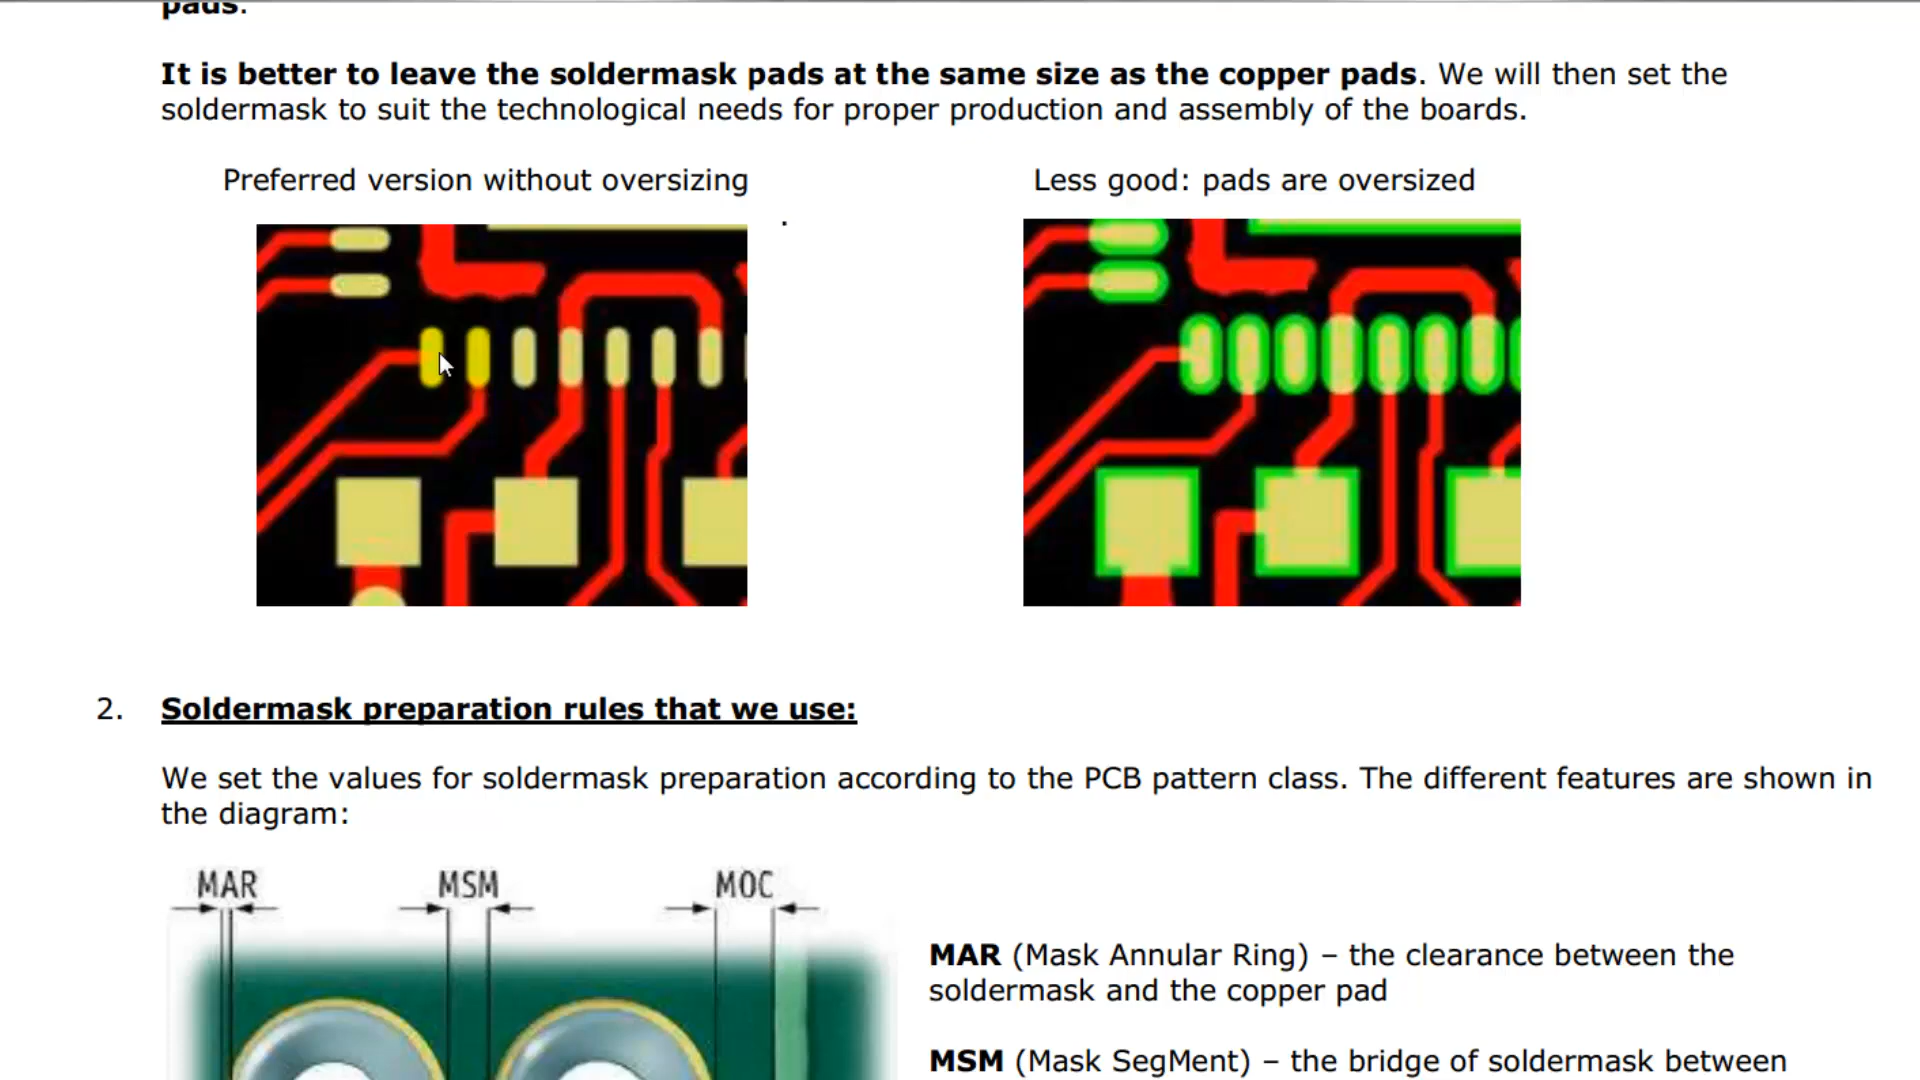 pads.
It is better to leave the soldermask pads at the same size as the copper pads. We will then set the
soldermask to suit the technological needs for proper production and assembly of the boards.
Preferred version without oversizing
Less good: pads are oversized
.
2. Soldermask preparation rules that we use:
We set the values for soldermask preparation according to the PCB pattern class. The different features are shown in
the diagram:
MAR MSM MOC
MAR (Mask Annular Ring) – the clearance between the
soldermask and the copper pad
MSM (Mask SegMent) – the bridge of soldermask between